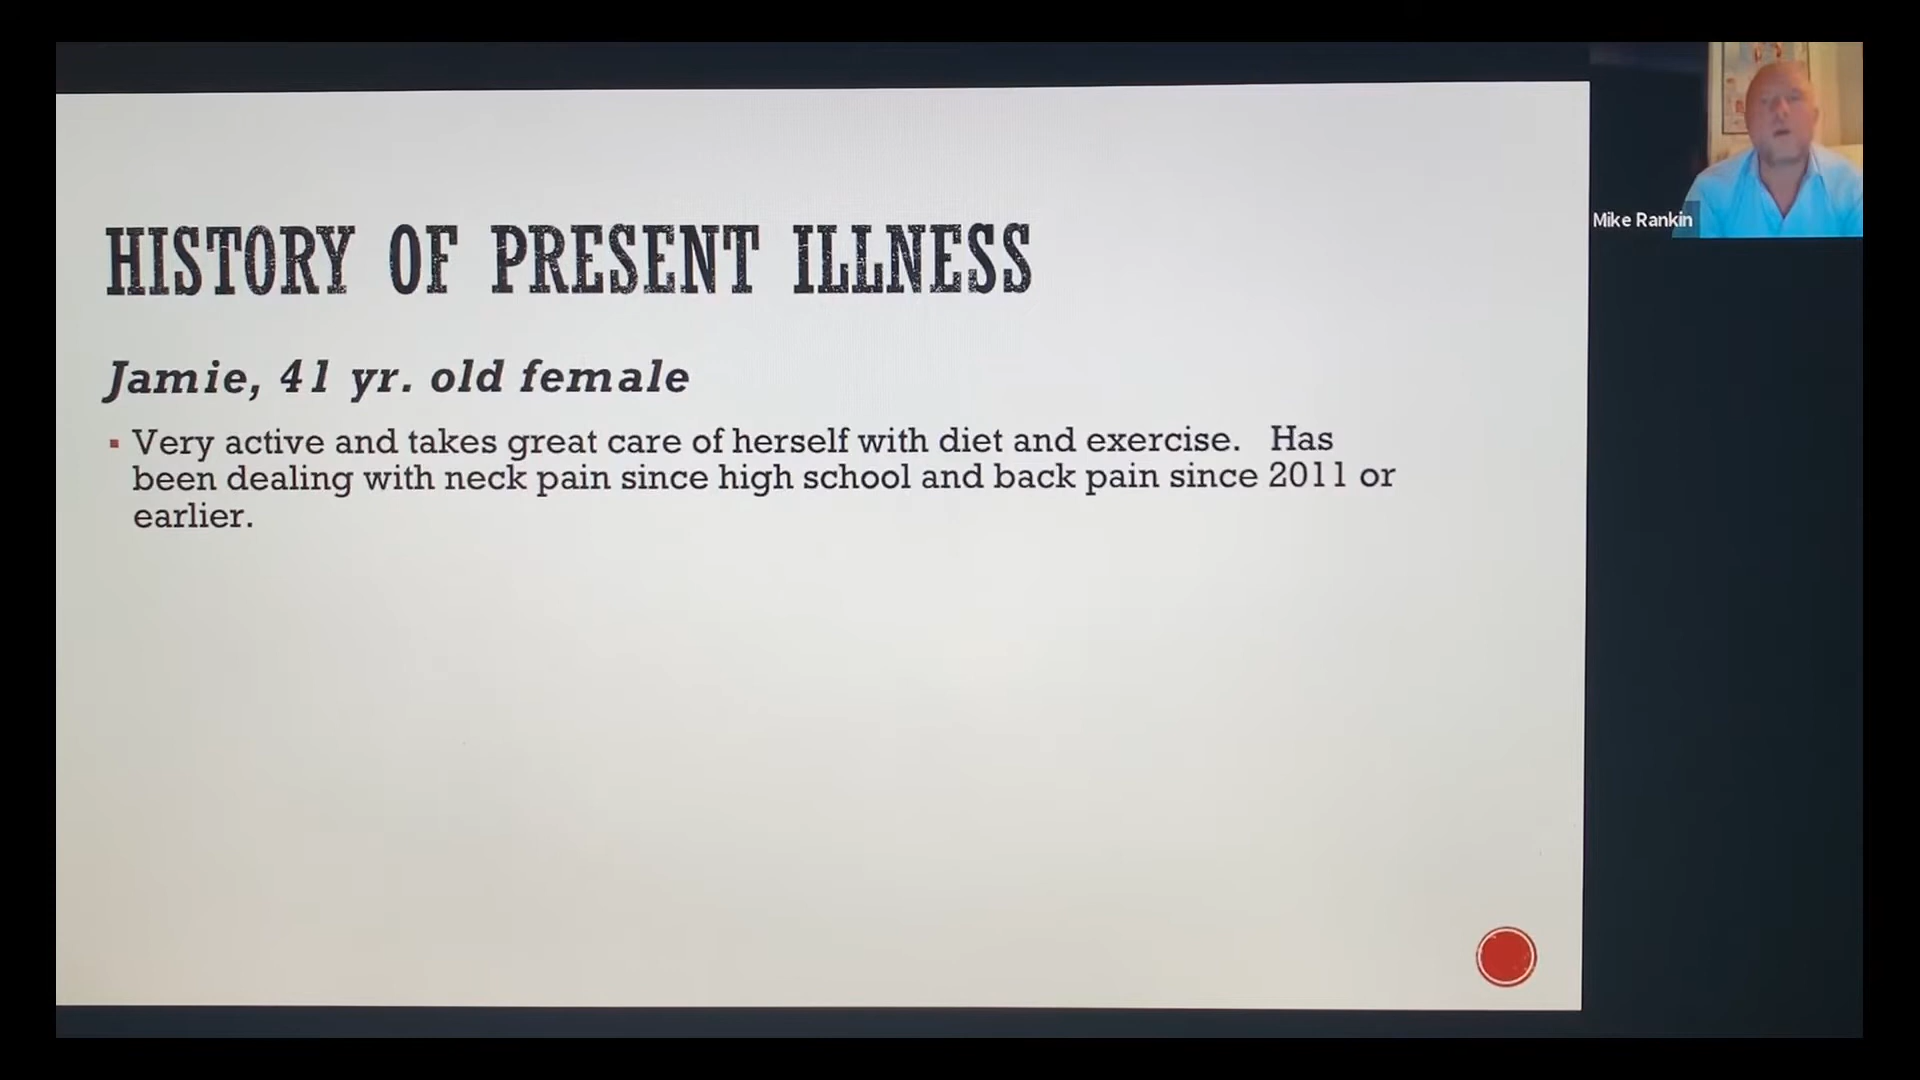 HISTORY OF PRESENT ILLNESS
Jamie, 41 yr. old female
▪ Very active and takes great care of herself with diet and exercise. Has
been dealing with neck pain since high school and back pain since 2011 or
earlier.
Mike Rankin